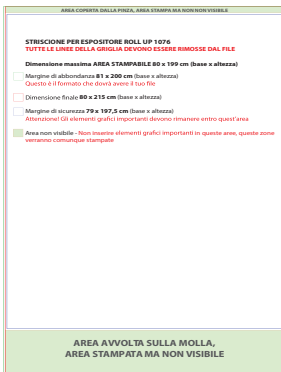 AREA COPERTA DALLA PINZA, AREA STAMPA MA NON NON VISIBILE
STRISCIONE PER ESPOSITORE ROLL UP 1076
TUTTE LE LINEE DELLA GRIGLIA DEVONO ESSERE RIMOSSE DAL FILE
Dimensione massima AREA STAMPABILE 80 x 199 cm (base x altezza)
Margine di abbondanza 81 x 200 cm (base x altezza)
Questo è il formato che dovrà avere il tuo file
Dimensione finale 80 x 215 cm (base x altezza)
Margine di sicurezza 79 x 197,5 cm (base x altezza)
Attenzione! Gli elementi grafici importanti devono rimanere entro quest'area
Area non visibile - Non inserire elementi grafici importanti in queste aree, queste zone
verranno comunque stampate
AREA AVVOLTA SULLA MOLLA,
AREA STAMPATA MA NON VISIBILE